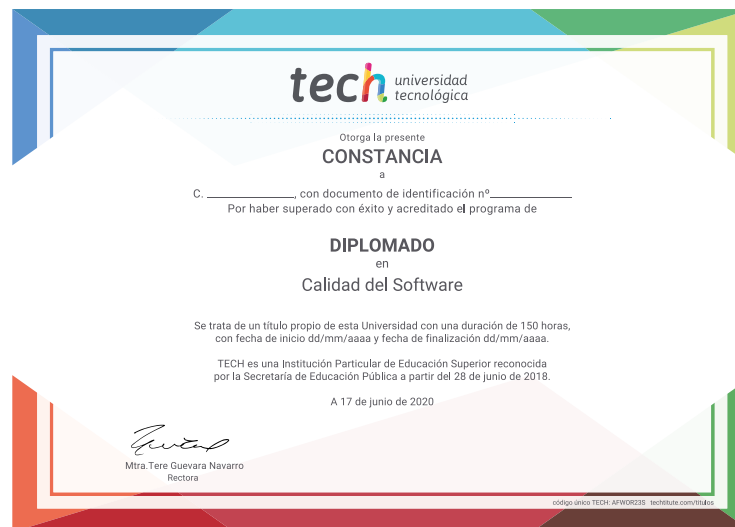 tech universidad
tecnológica
Otorga la presente
CONSTANCIA
a
C. ______________, con documento de identificación nº______________
Por haber superado con éxito y acreditado el programa de
DIPLOMADO
en
Calidad del Software
Se trata de un título propio de esta Universidad con una duración de 150 horas,
con fecha de inicio dd/mm/aaaa y fecha de finalización dd/mm/aaaa.
TECH es una Institución Particular de Educación Superior reconocida
por la Secretaría de Educación Pública a partir del 28 de junio de 2018.
A 17 de junio de 2020
Mtra.Tere Guevara Navarro
Rectora
código único TECH: AFWOR23S techtitute.com/titulos